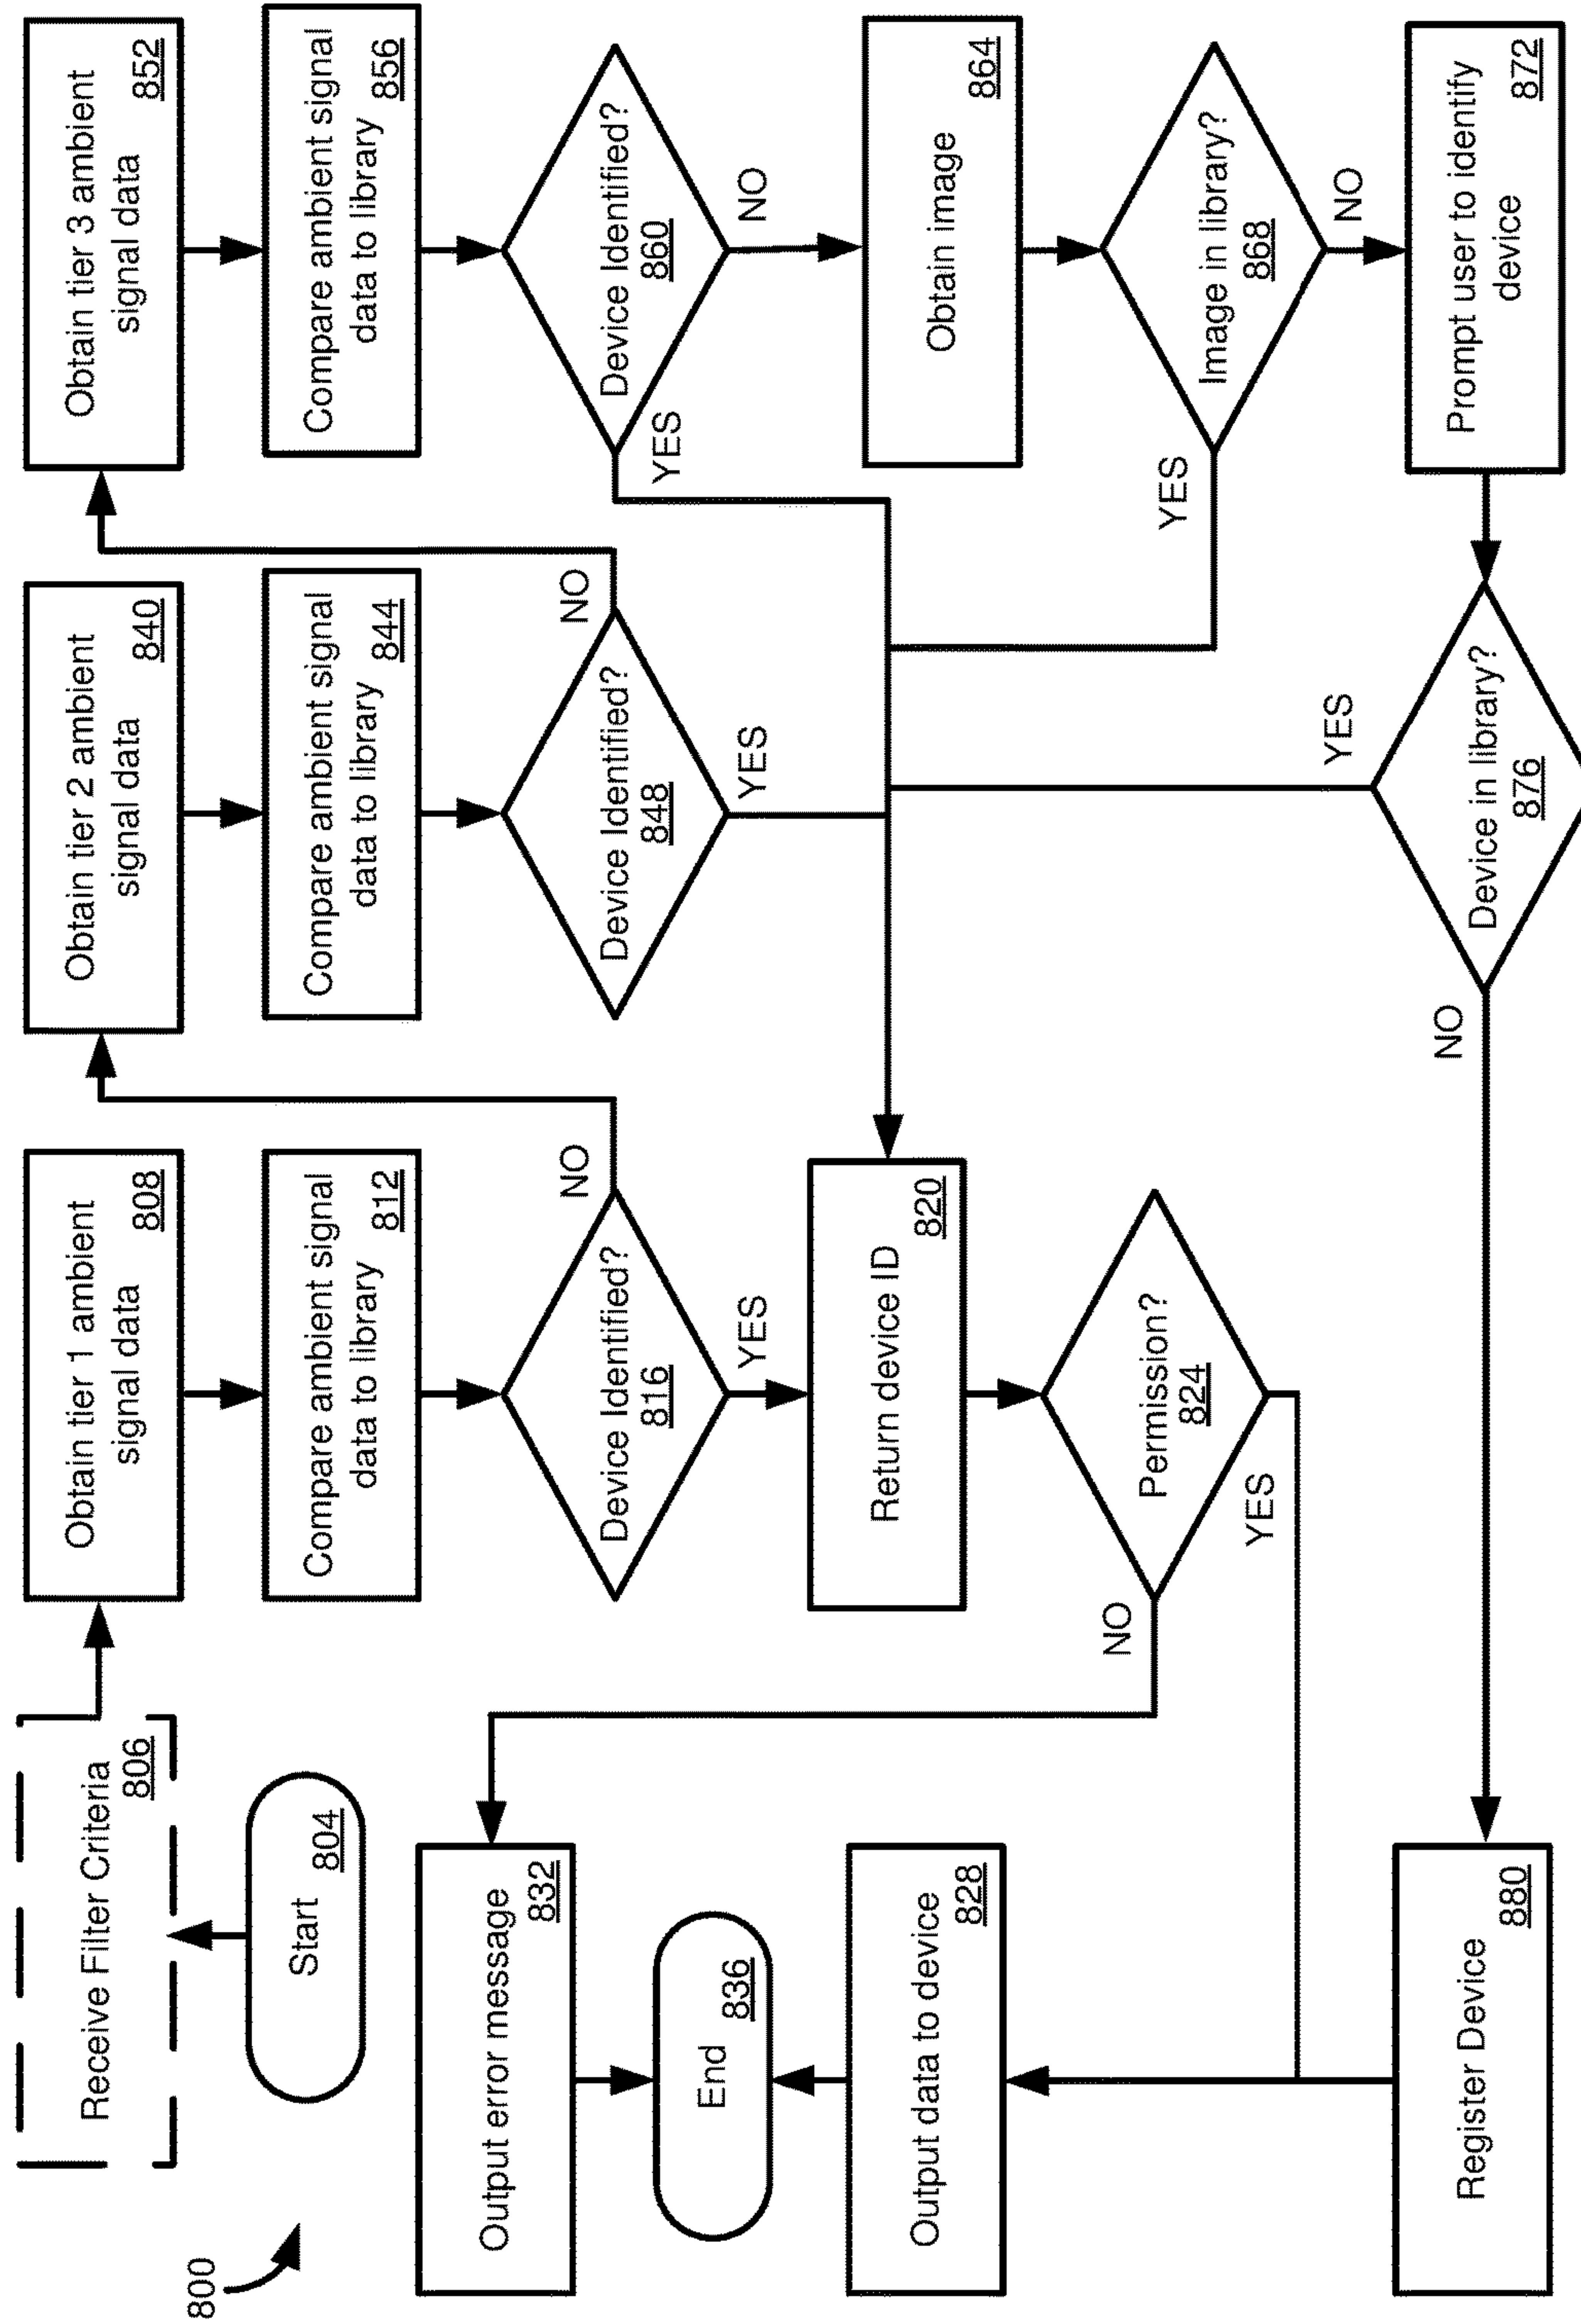 800
Receive Filter Criteria
806
Start
804
Output error message
832
End
836
Output data to device
828
Register Device
880
Obtain tier 1 ambient
signal data
808
Compare ambient signal
data to library
812
Device Identified?
816
NO
YES
Return device ID
820
Permission?
824
NO
YES
Obtain tier 2 ambient
signal data
840
Compare ambient signal
data to library
844
Device Identified?
848
NO
YES
Obtain tier 3 ambient
signal data
852
Compare ambient signal
data to library
856
Device Identified?
860
YES
NO
Obtain image
864
Image in library?
868
YES
NO
Prompt user to identify
device
872
Device in library?
876
YES
NO